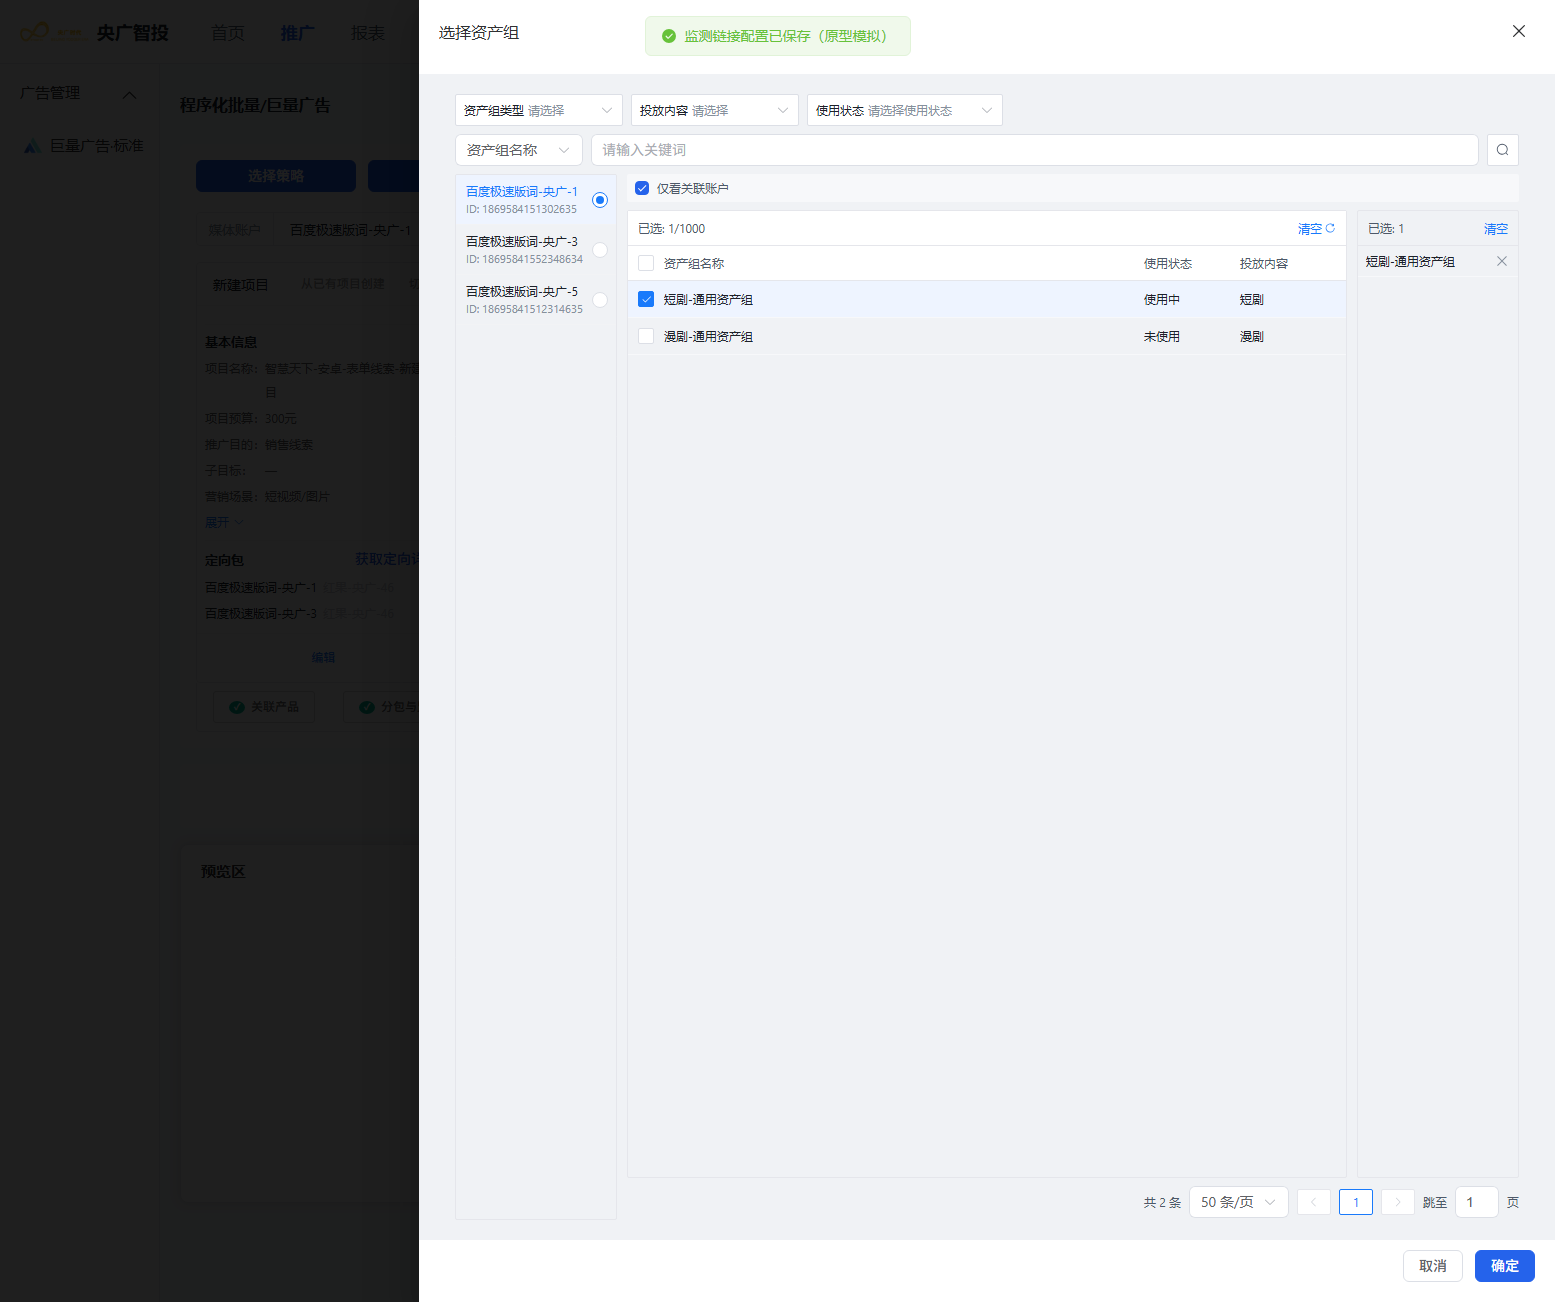 央广智投
首页
推广
报表
选择资产组
监测链接配置已保存（原型模拟）
广告管理
巨量广告-标准
程序化批量/巨量广告
选择策略
媒体账户
百度极速版词-央广-1
新建项目
从已有项目创建
基本信息
项目名称：智慧天下-安卓-表单线索-新建
目
项目预算：300元
推广目的：销售线索
子目标：—
营销场景：短视频/图片
展开
定向包
获取定向
百度极速版词-央广-1 红果-央广-46
百度极速版词-央广-3 红果-央广-46
编辑
关联产品
分包与
预览区
资产组类型 请选择
投放内容 请选择
使用状态 请选择使用状态
资产组名称
请输入关键词
百度极速版词-央广-1
ID: 1869584151302635
百度极速版词-央广-3
ID: 18695841552348634
百度极速版词-央广-5
ID: 18695841512314635
仅看关联账户
已选: 1/1000
清空
资产组名称 使用状态 投放内容
短剧-通用资产组 使用中 短剧
漫剧-通用资产组 未使用 漫剧
已选: 1
清空
短剧-通用资产组
共 2 条
50 条/页
1
跳至
1
页
取消
确定